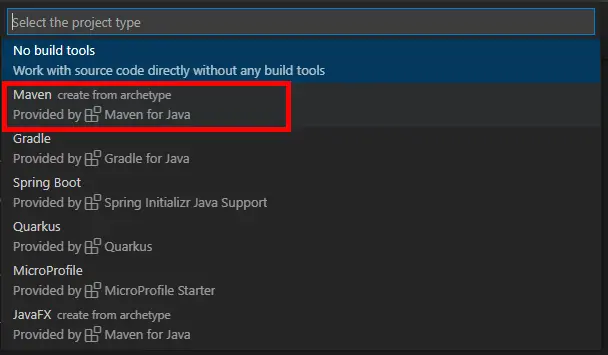 Select the project type
No build tools
Work with source code directly without any build tools
Maven create from archetype
Provided by Maven for Java
Gradle
Provided by Gradle for Java
Spring Boot
Provided by Spring Initializr Java Support
Quarkus
Provided by Quarkus
MicroProfile
Provided by MicroProfile Starter
JavaFX create from archetype
Provided by Maven for Java